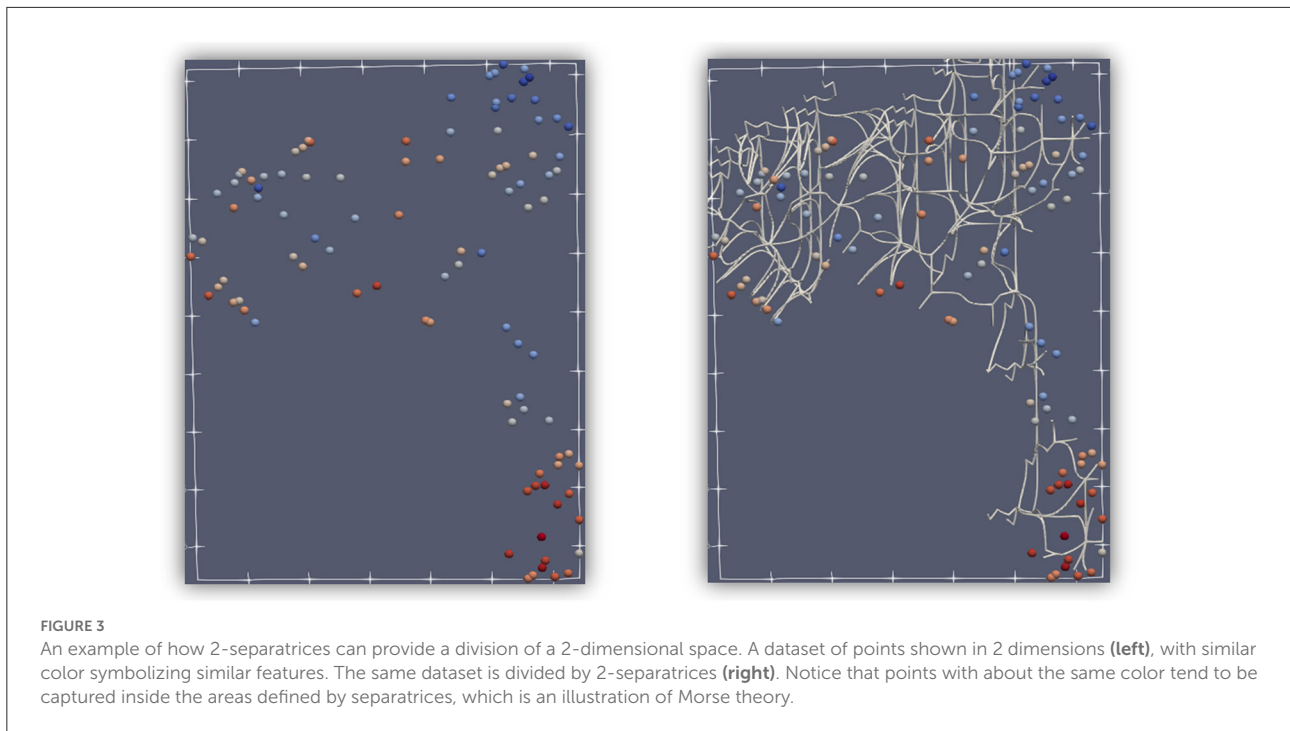 FIGURE 3
An example of how 2-separatrices can provide a division of a 2-dimensional space. A dataset of points shown in 2 dimensions (left), with similar
color symbolizing similar features. The same dataset is divided by 2-separatrices (right). Notice that points with about the same color tend to be
captured inside the areas defined by separatrices, which is an illustration of Morse theory.